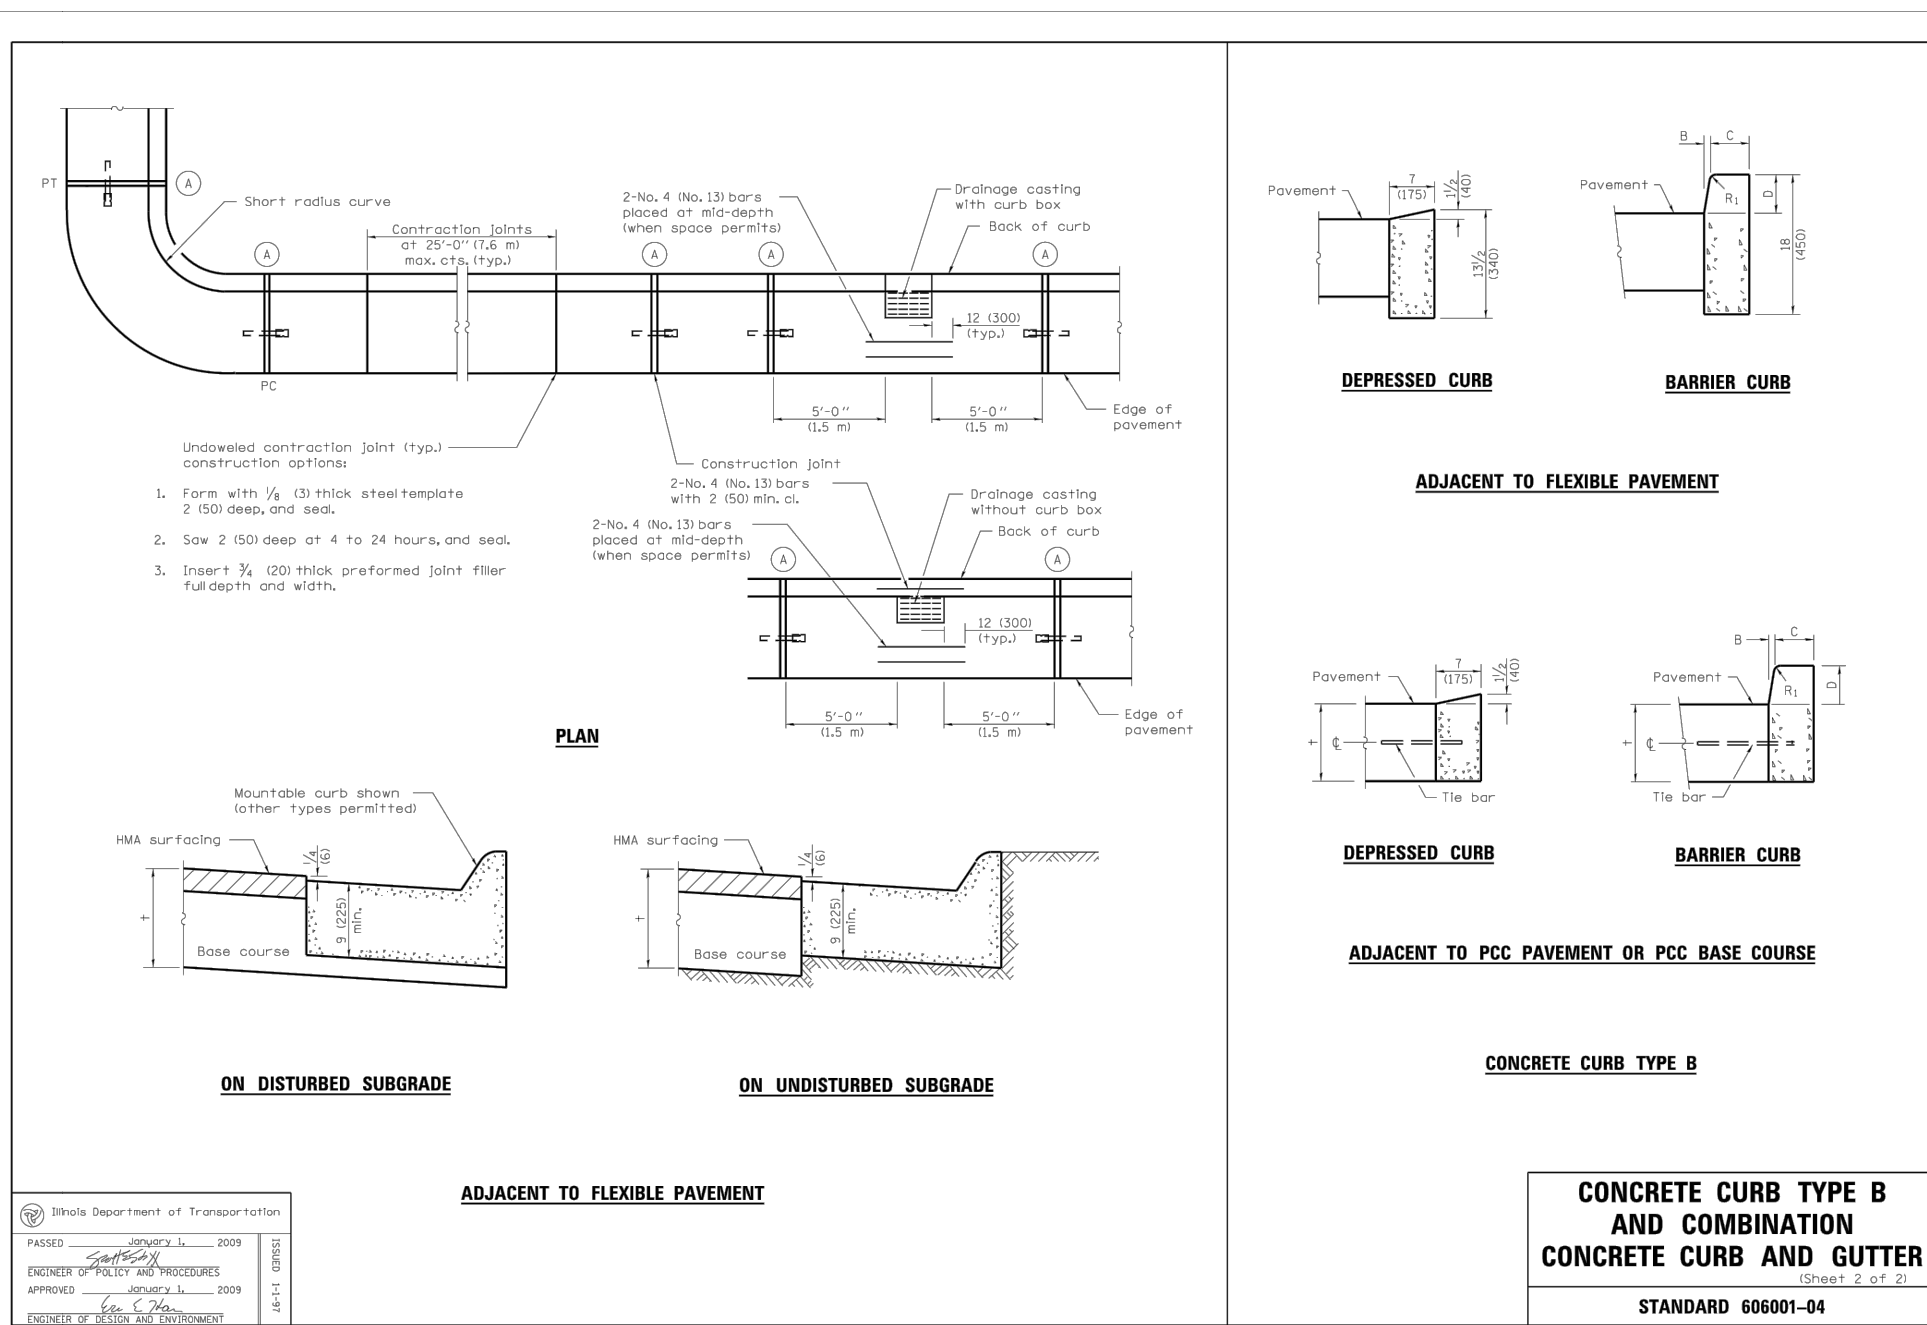 PT
A
Short radius curve
A
Contraction joints
at 25'-0" (7.6 m)
max. cts. (typ.)
2-No. 4 (No. 13) bars
placed at mid-depth
(when space permits)
Drainage casting
with curb box
Back of curb
A
A
A
12 (300)
(typ.)
PC
5'-0"
(1.5 m)
5'-0"
(1.5 m)
Edge of
pavement
Undoweled contraction joint (typ.)
construction options:
1. Form with 1/8 (3) thick steel template
2 (50) deep, and seal.
2. Saw 2 (50) deep at 4 to 24 hours, and seal.
3. Insert 3/4 (20) thick preformed joint filler
full depth and width.
Construction joint
2-No. 4 (No. 13) bars
with 2 (50) min. cl.
2-No. 4 (No. 13) bars
placed at mid-depth
(when space permits)
Drainage casting
without curb box
Back of curb
A
A
12 (300)
(typ.)
5'-0"
(1.5 m)
5'-0"
(1.5 m)
Edge of
pavement
PLAN
Mountable curb shown
(other types permitted)
HMA surfacing
1/4
(6)
t
9 (225)
min.
Base course
ON DISTURBED SUBGRADE
HMA surfacing
1/4
(6)
t
9 (225)
min.
Base course
ON UNDISTURBED SUBGRADE
ADJACENT TO FLEXIBLE PAVEMENT
Pavement
7
(175)
1 1/2
(40)
13 1/2
(340)
DEPRESSED CURB
Pavement
B
C
R1
D
18
(450)
BARRIER CURB
ADJACENT TO FLEXIBLE PAVEMENT
Pavement
7
(175)
1 1/2
(40)
t
℄
Tie bar
DEPRESSED CURB
Pavement
B
C
R1
D
t
℄
Tie bar
BARRIER CURB
ADJACENT TO PCC PAVEMENT OR PCC BASE COURSE
CONCRETE CURB TYPE B
Illinois Department of Transportation
PASSED January 1, 2009
ENGINEER OF POLICY AND PROCEDURES
APPROVED January 1, 2009
ENGINEER OF DESIGN AND ENVIRONMENT
ISSUED 1-1-97
CONCRETE CURB TYPE B
AND COMBINATION
CONCRETE CURB AND GUTTER
(Sheet 2 of 2)
STANDARD 606001–04